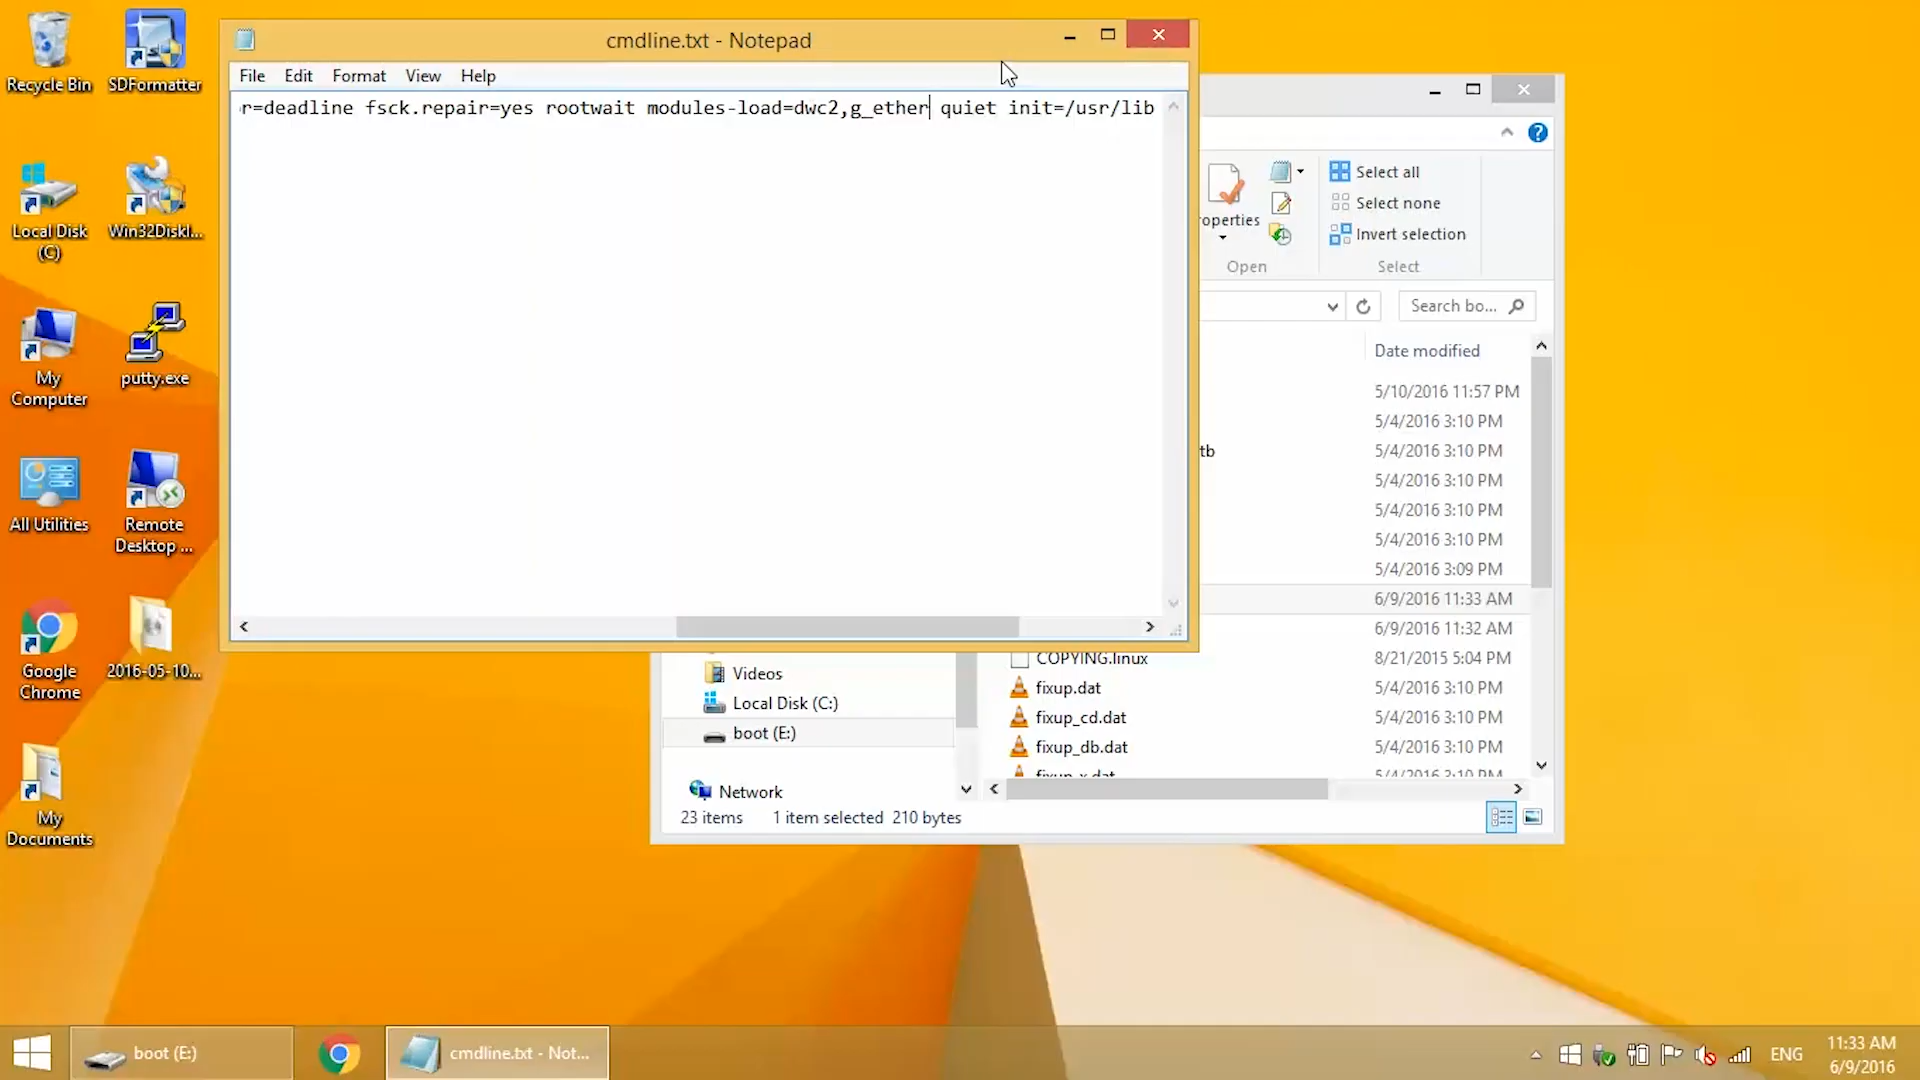 Recycle Bin
SDFormatter
Local Disk
(C)
Win32DiskI...
My
Computer
putty.exe
All Utilities
Remote
Desktop ...
Google
Chrome
2016-05-10...
My
Documents
cmdline.txt - Notepad
File Edit Format View Help
r=deadline fsck.repair=yes rootwait modules-load=dwc2,g_ether quiet init=/usr/lib
operties
Open
Select all
Select none
Invert selection
Select
Search bo...
Date modified
5/10/2016 11:57 PM
5/4/2016 3:10 PM
tb 5/4/2016 3:10 PM
5/4/2016 3:10 PM
5/4/2016 3:10 PM
5/4/2016 3:10 PM
5/4/2016 3:09 PM
6/9/2016 11:33 AM
6/9/2016 11:32 AM
COPYING.linux 8/21/2015 5:04 PM
fixup.dat 5/4/2016 3:10 PM
fixup_cd.dat 5/4/2016 3:10 PM
fixup_db.dat 5/4/2016 3:10 PM
fixup_x.dat 5/4/2016 3:10 PM
Videos
Local Disk (C:)
boot (E:)
Network
23 items 1 item selected 210 bytes
boot (E:)
cmdline.txt - Not...
ENG
11:33 AM
6/9/2016